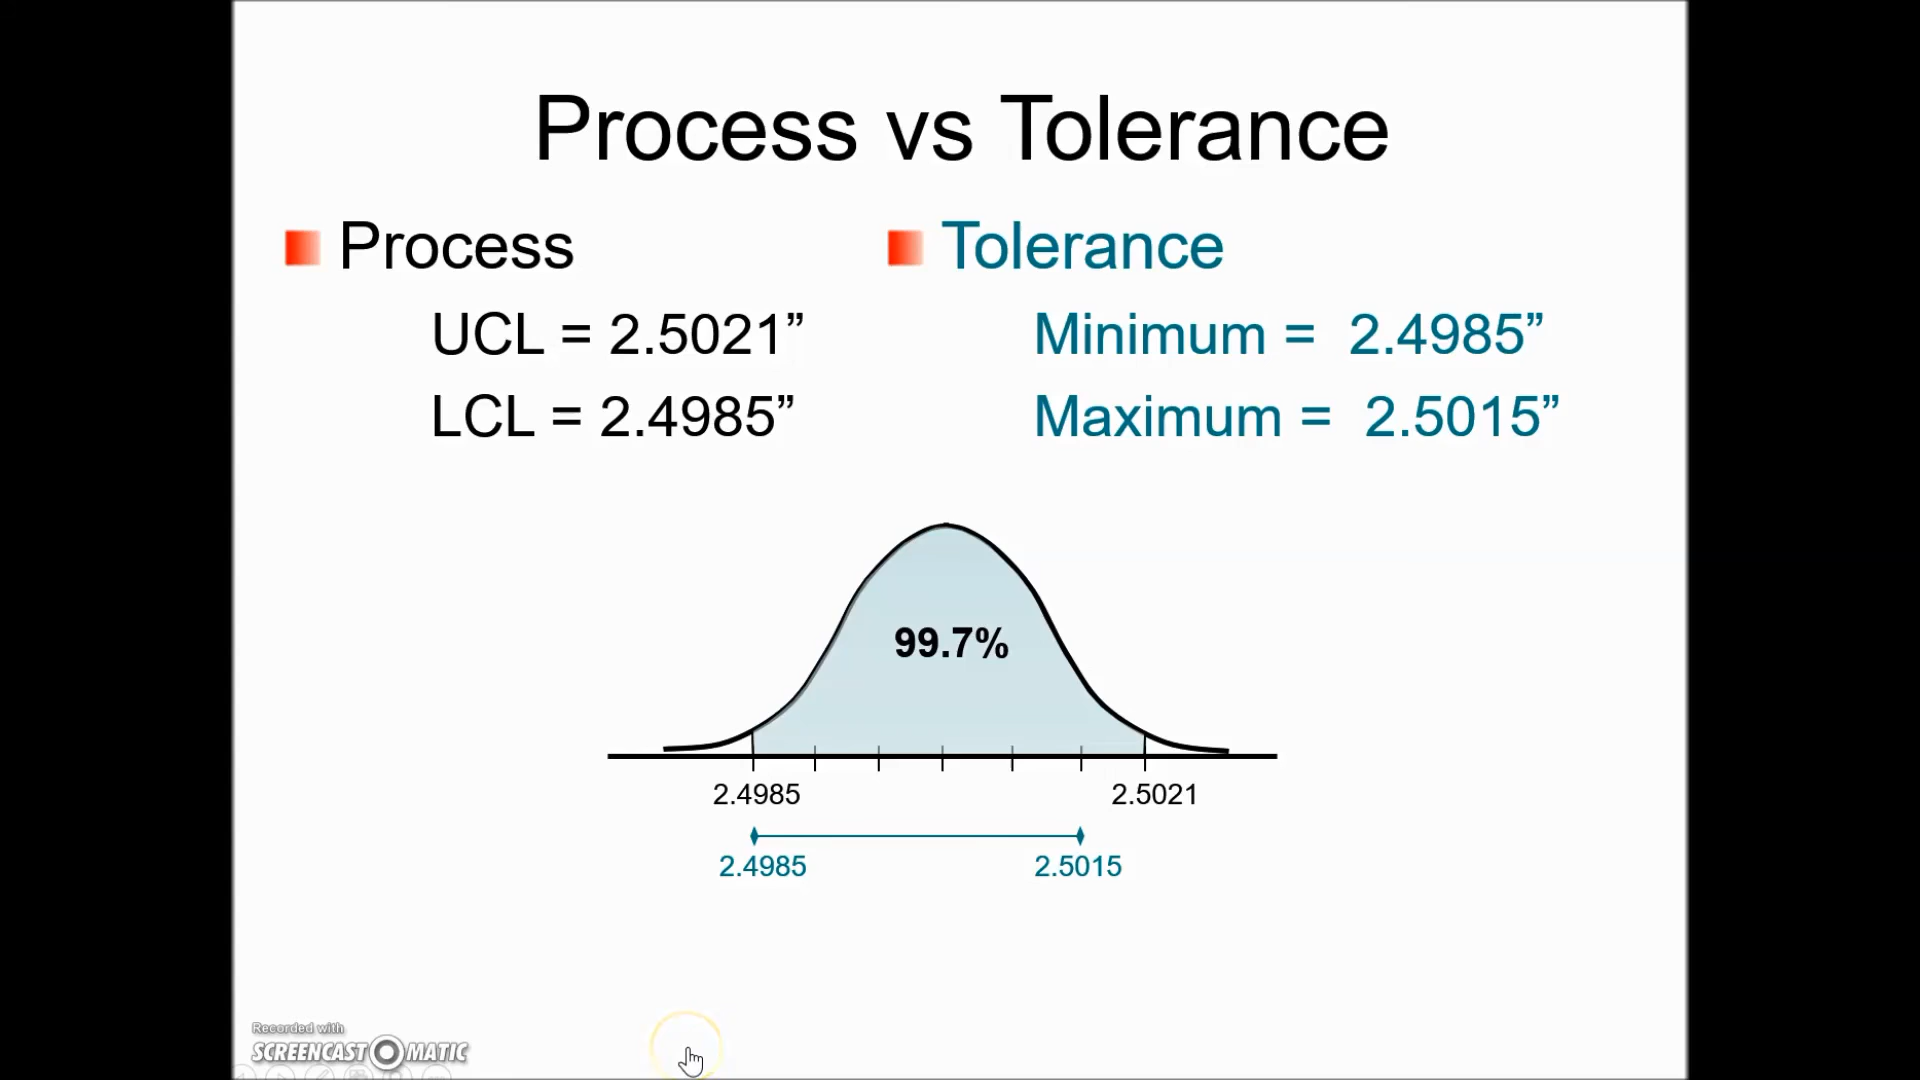 Process vs Tolerance
Process
UCL = 2.5021”
LCL = 2.4985”
Tolerance
Minimum = 2.4985”
Maximum = 2.5015”
99.7%
2.4985 2.5021
2.4985 2.5015
Recorded with
SCREENCAST MATIC